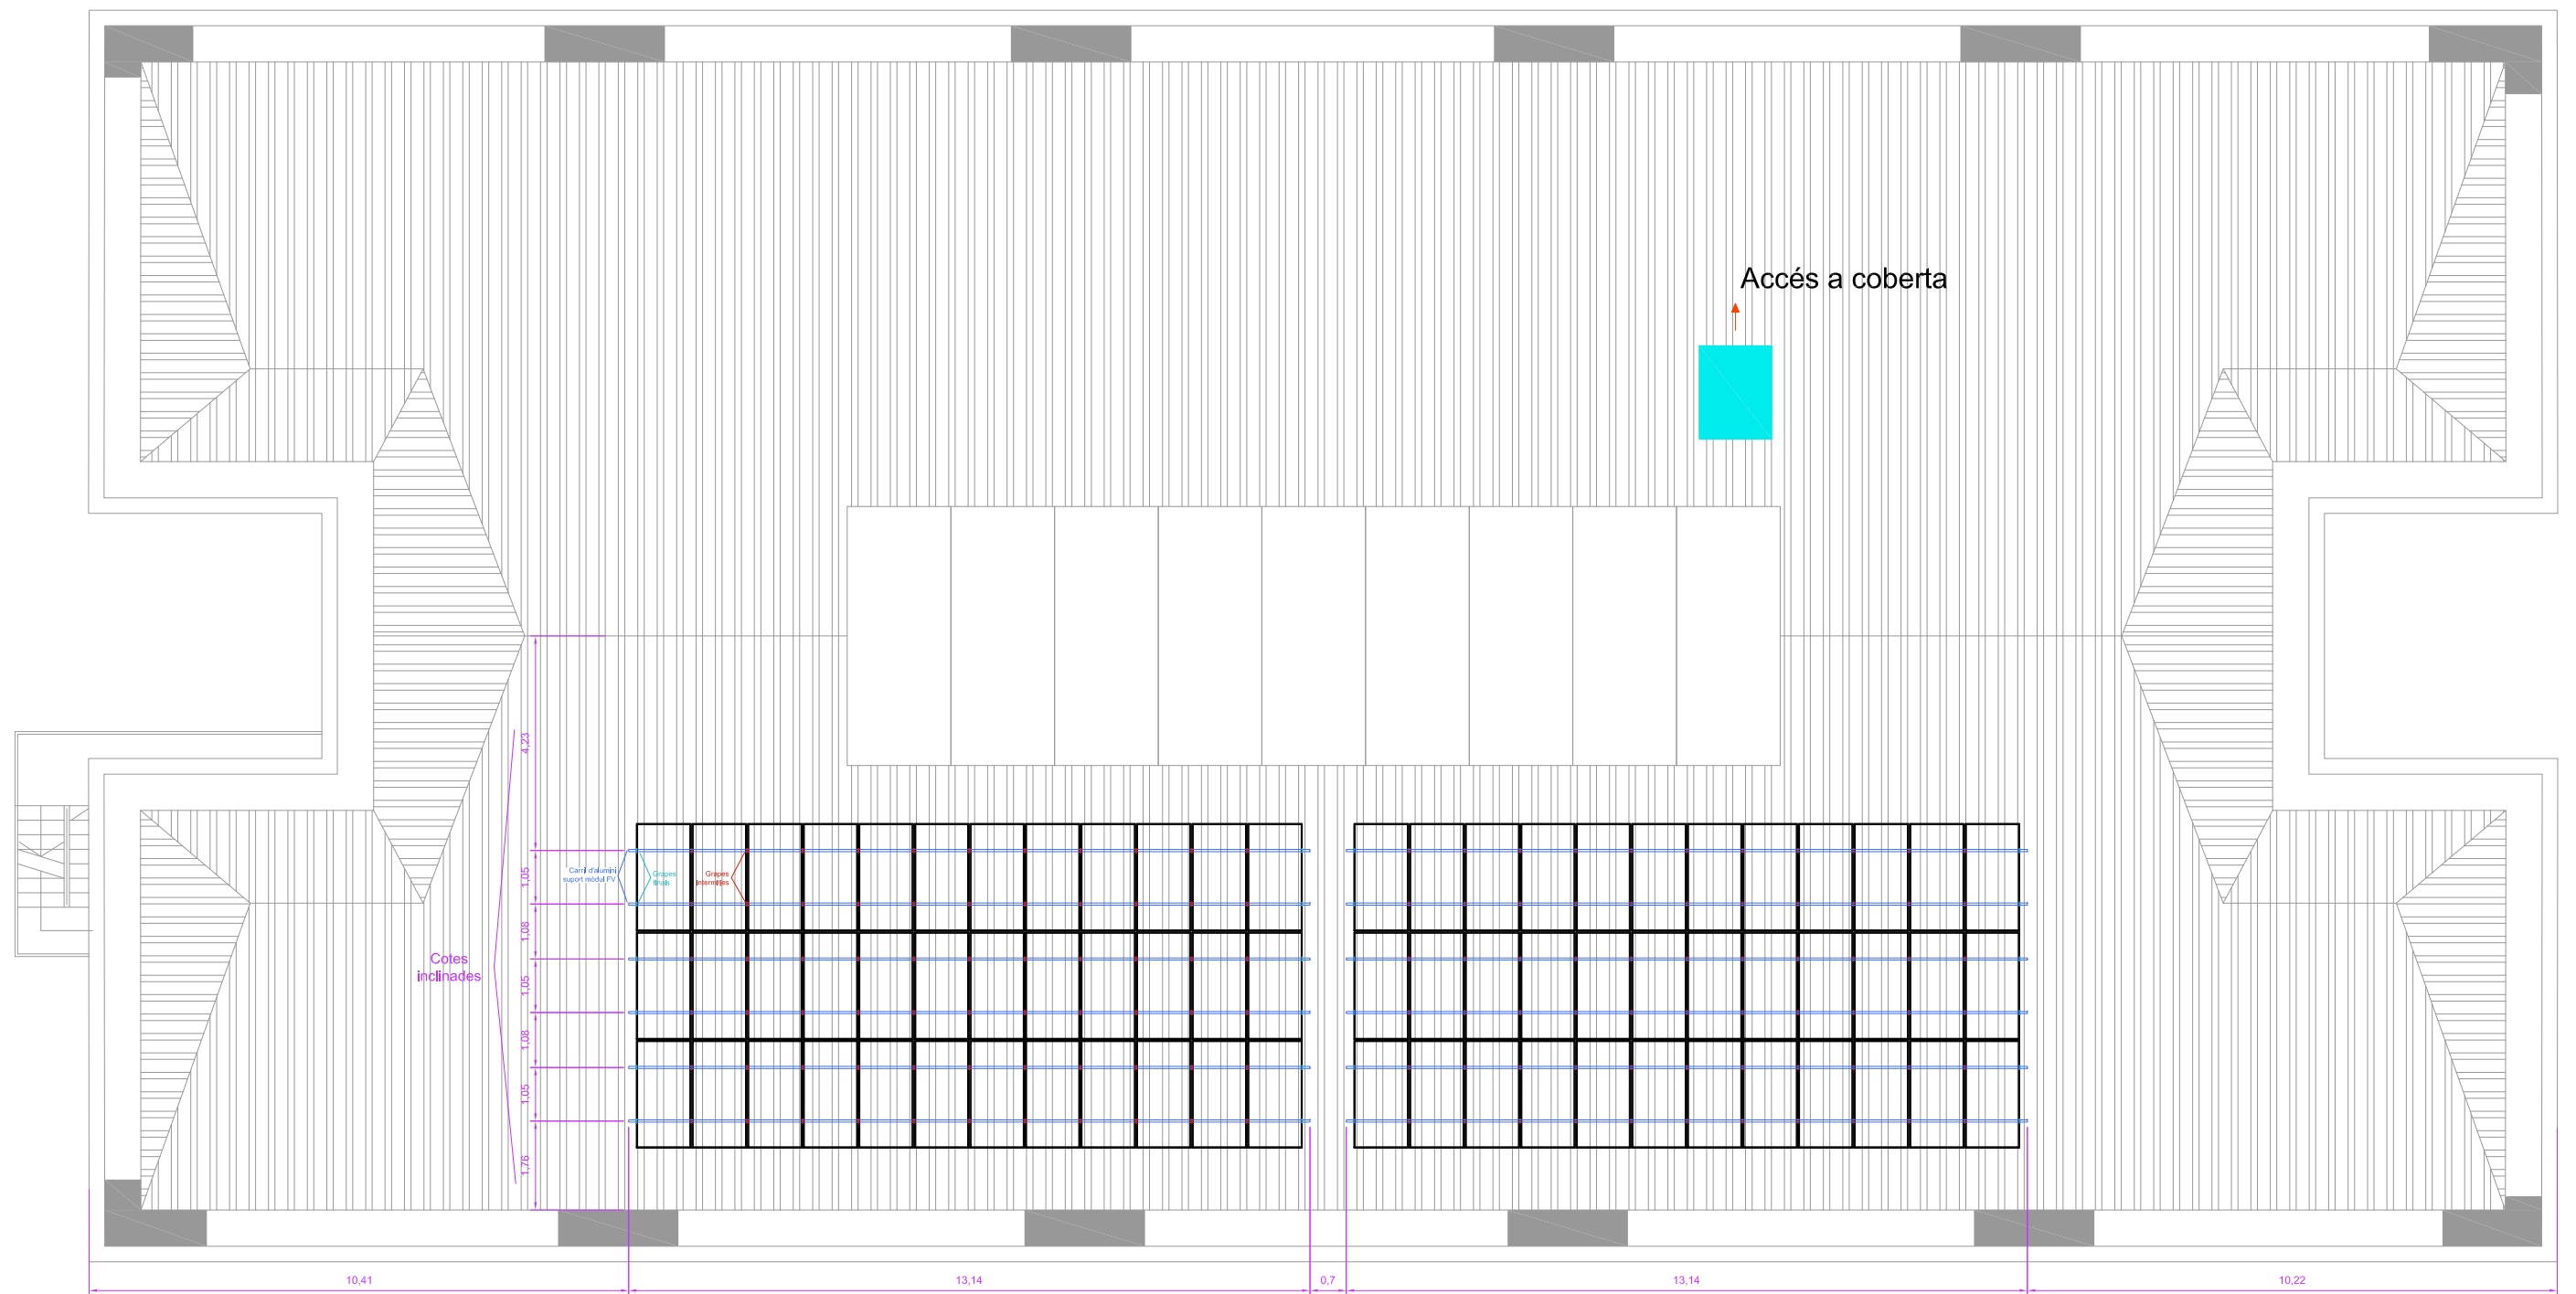 Accés a coberta
4,23
Carril d'alumini
suport mòdul FV
Grapes
finals
Grapes
intermitjes
1,05
1,08
Cotes
inclinades
1,05
1,08
1,05
1,76
10,41
13,14
0,7
13,14
10,22